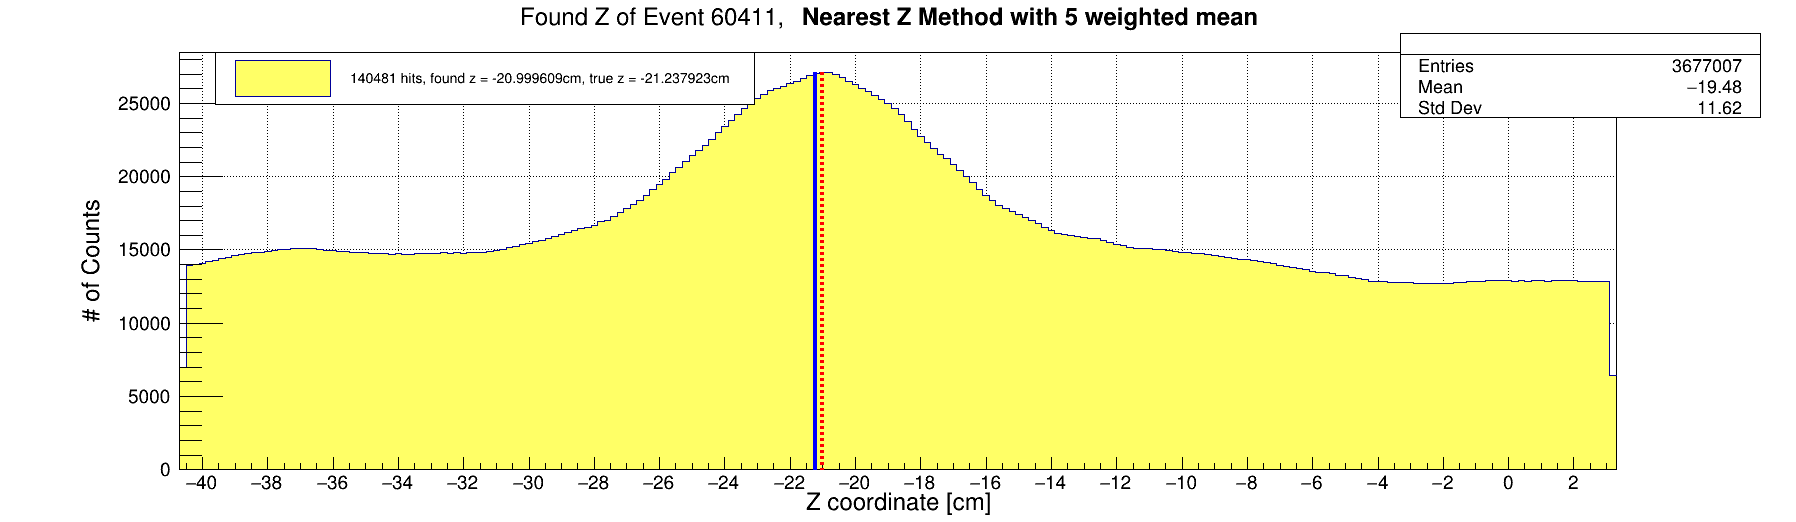 Found Z of Event 60411, Nearest Z Method with 5 weighted mean
140481 hits, found z = -20.999609cm, true z = -21.237923cm
Entries 3677007
Mean −19.48
Std Dev 11.62
25000
20000
15000
10000
5000
0
# of Counts
−40 −38 −36 −34 −32 −30 −28 −26 −24 −22 −20 −18 −16 −14 −12 −10 −8 −6 −4 −2 0 2
Z coordinate [cm]